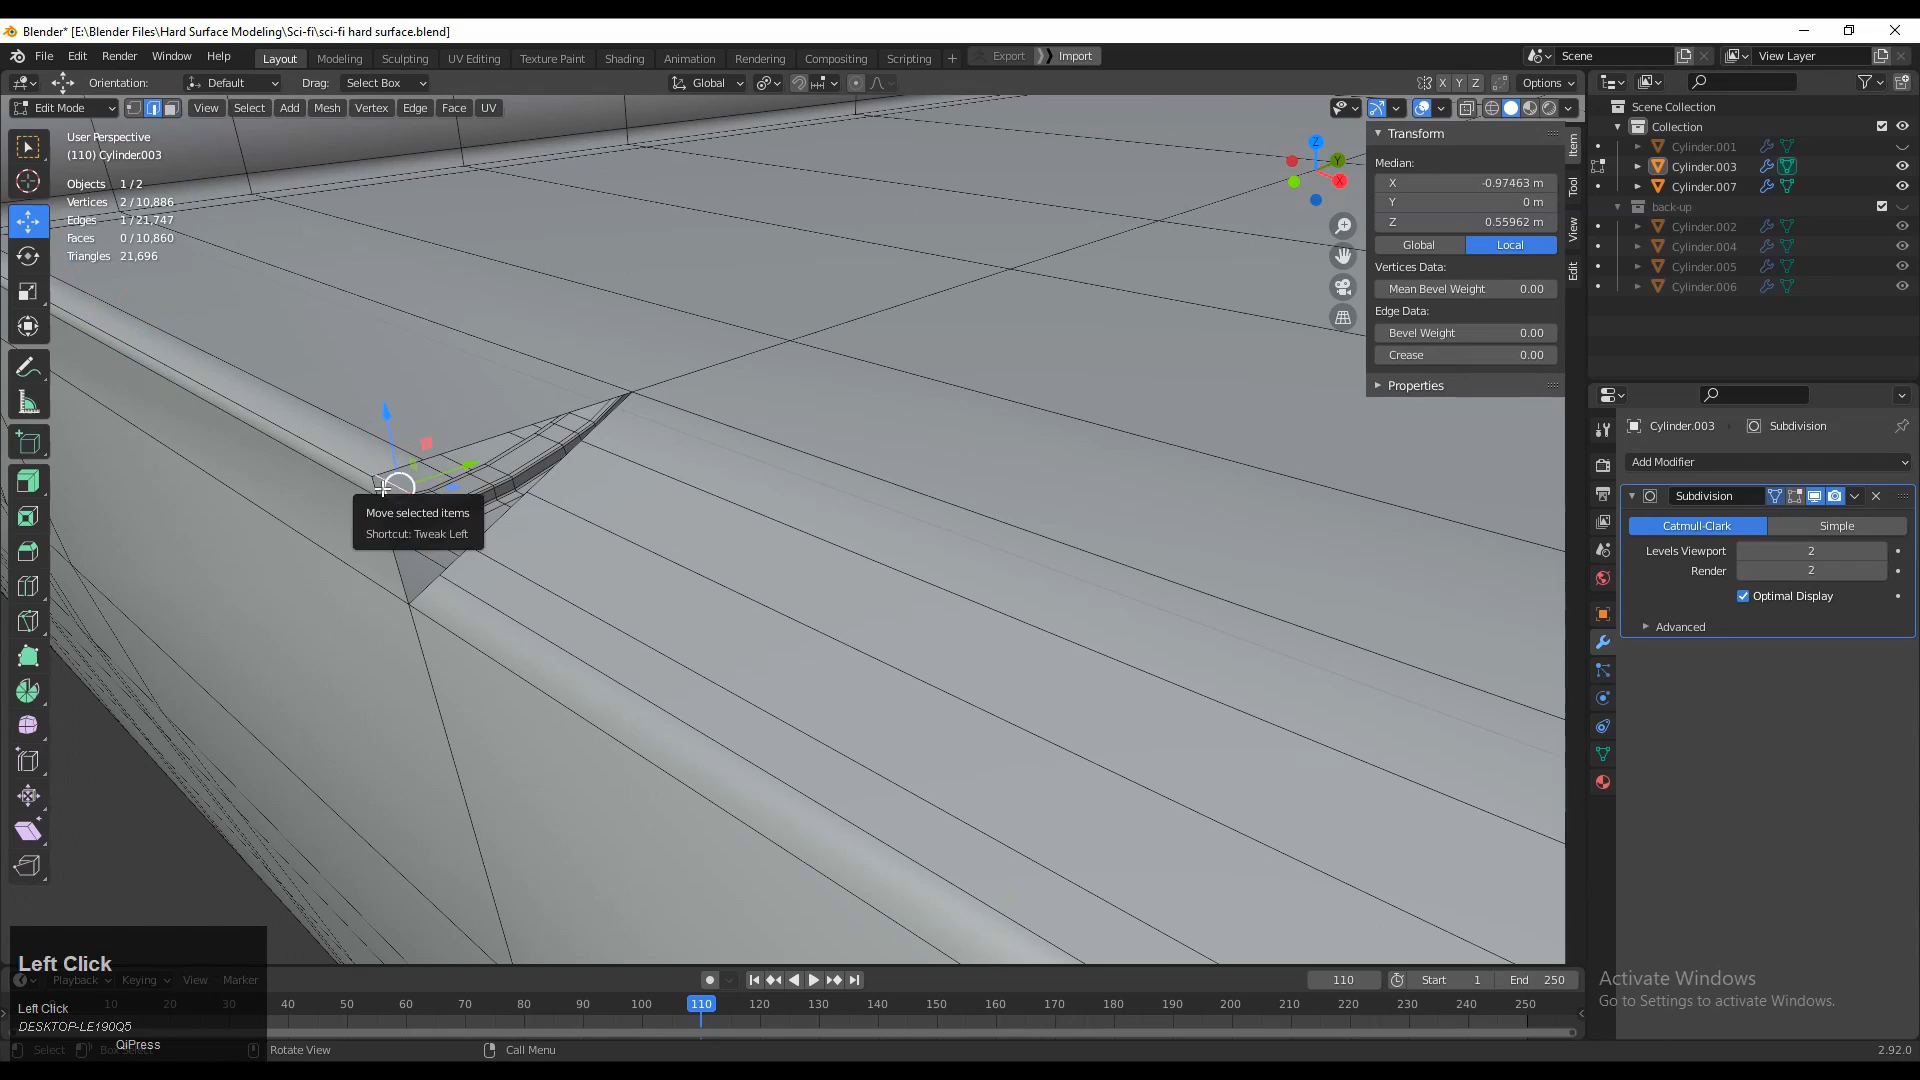 Blender* [E:\Blender Files\Hard Surface Modeling\Sci-fi\sci-fi hard surface.blend]
File Edit Render Window Help Layout Modeling Sculpting UV Editing Texture Paint Shading Animation Rendering Compositing Scripting + Export Import Scene View Layer
Orientation: Default Drag: Select Box Global X Y Z Options
Edit Mode View Select Add Mesh Vertex Edge Face UV
User Perspective
(110) Cylinder.003
Objects 1 / 2
Vertices 2 / 10,886
Edges 1 / 21,747
Faces 0 / 10,860
Triangles 21,696
Z
Y
X
Transform
Median:
X -0.97463 m
Y 0 m
Z 0.55962 m
Global Local
Vertices Data:
Mean Bevel Weight 0.00
Edge Data:
Bevel Weight 0.00
Crease 0.00
Properties
Item
Tool
View
Edit
Scene Collection
Collection
Cylinder.001
Cylinder.003
Cylinder.007
back-up
Cylinder.002
Cylinder.004
Cylinder.005
Cylinder.006
Cylinder.003 Subdivision
Add Modifier
Subdivision
Catmull-Clark Simple
Levels Viewport 2
Render 2
Optimal Display
Advanced
Move selected items
Shortcut: Tweak Left
Left Click
Left Click
DESKTOP-LE190Q5
QiPress
Playback Keying View Marker 110 Start 1 End 250
0 10 20 30 40 50 60 70 80 90 100 110 120 130 140 150 160 170 180 190 200 210 220 230 240 250
Select Box Select Rotate View Call Menu 2.92.0
Activate Windows
Go to Settings to activate Windows.